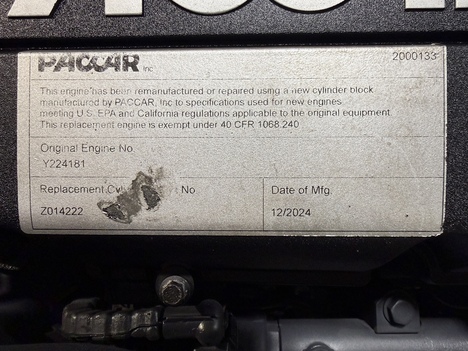 PACCAR Inc
2000133
This engine has been remanufactured or repaired using a new cylinder block
manufactured by PACCAR, Inc to specifications used for new engines
meeting U.S. EPA and California regulations applicable to the original equipment.
This replacement engine is exempt under 40 CFR 1068.240
Original Engine No
Y224181
Replacement No
Z014222
Date of Mfg.
12/2024